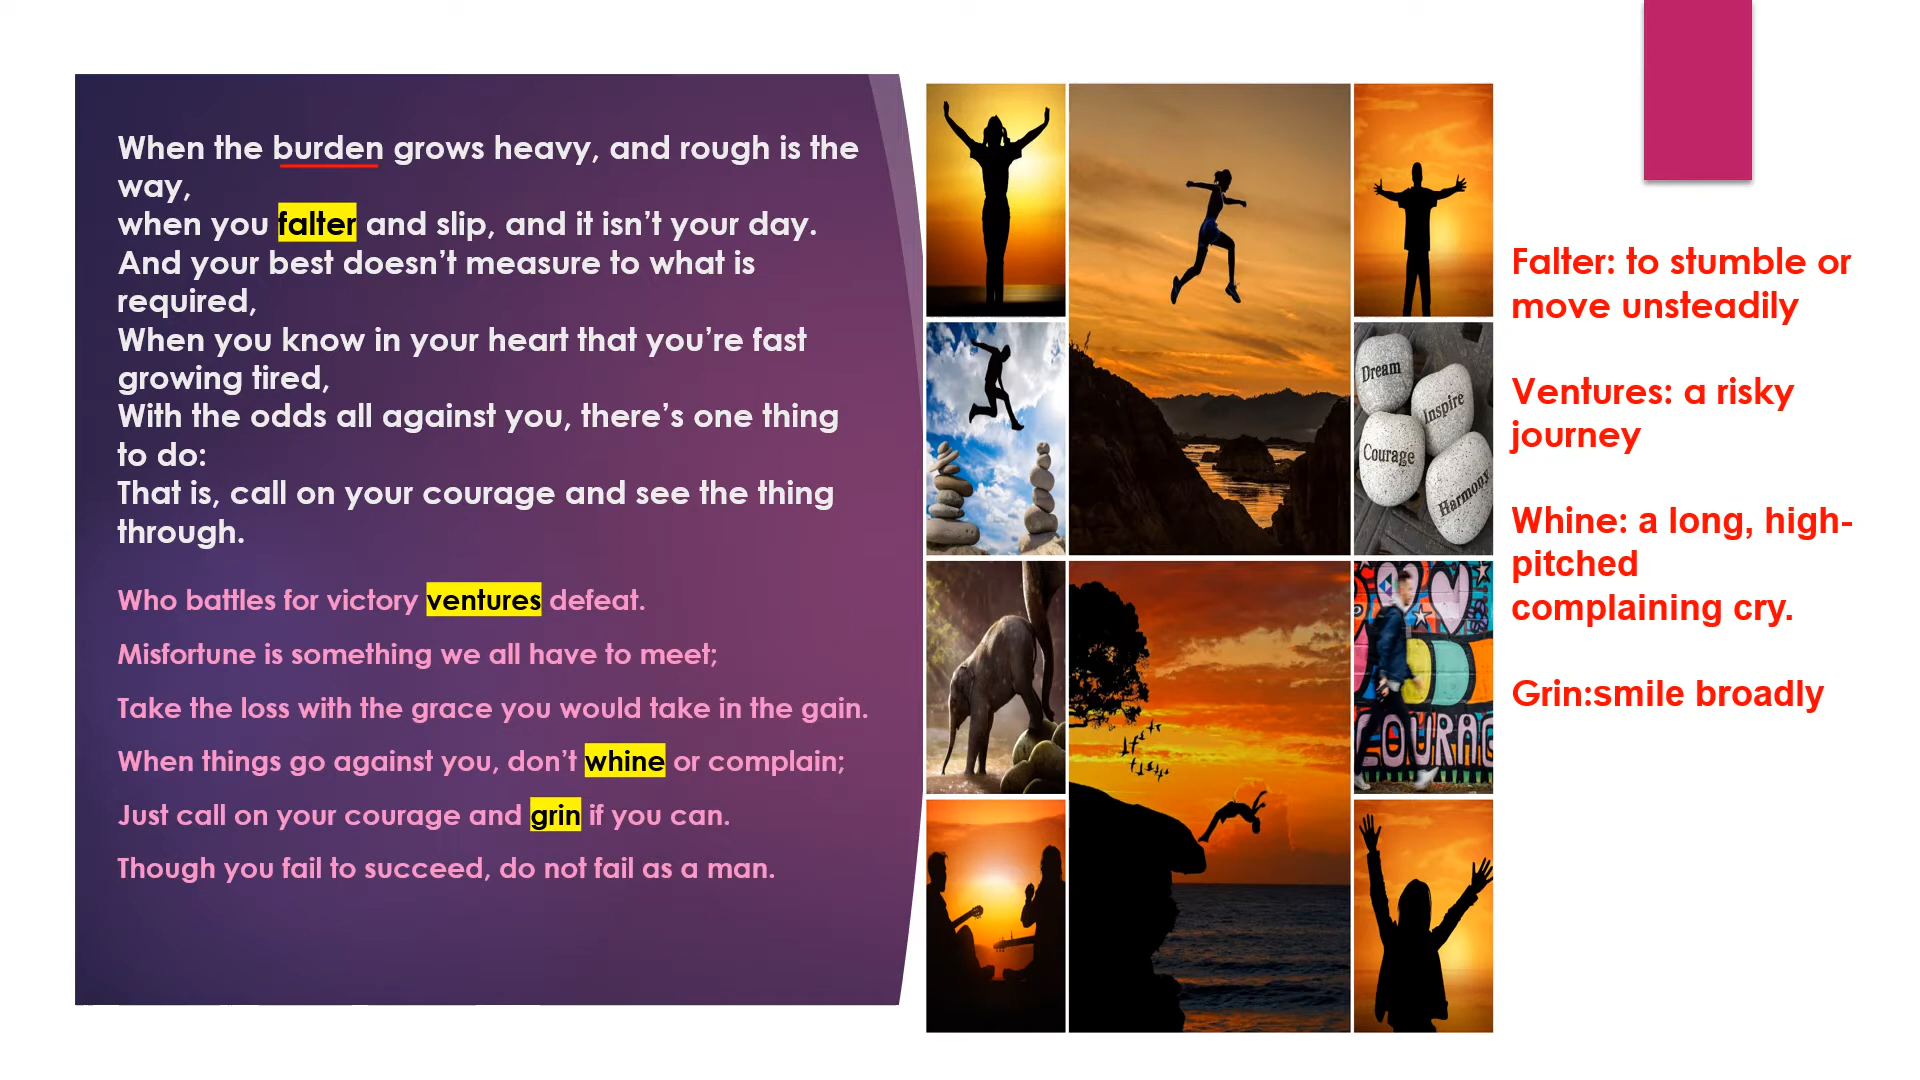 When the burden grows heavy, and rough is the
way,
when you falter and slip, and it isn’t your day.
And your best doesn’t measure to what is
required,
When you know in your heart that you’re fast
growing tired,
With the odds all against you, there’s one thing
to do:
That is, call on your courage and see the thing
through.
Who battles for victory ventures defeat.
Misfortune is something we all have to meet;
Take the loss with the grace you would take in the gain.
When things go against you, don’t whine or complain;
Just call on your courage and grin if you can.
Though you fail to succeed, do not fail as a man.
Dream
Inspire
Courage
Harmony
COURAG
Falter: to stumble or
move unsteadily
Ventures: a risky
journey
Whine: a long, high-
pitched
complaining cry.
Grin:smile broadly